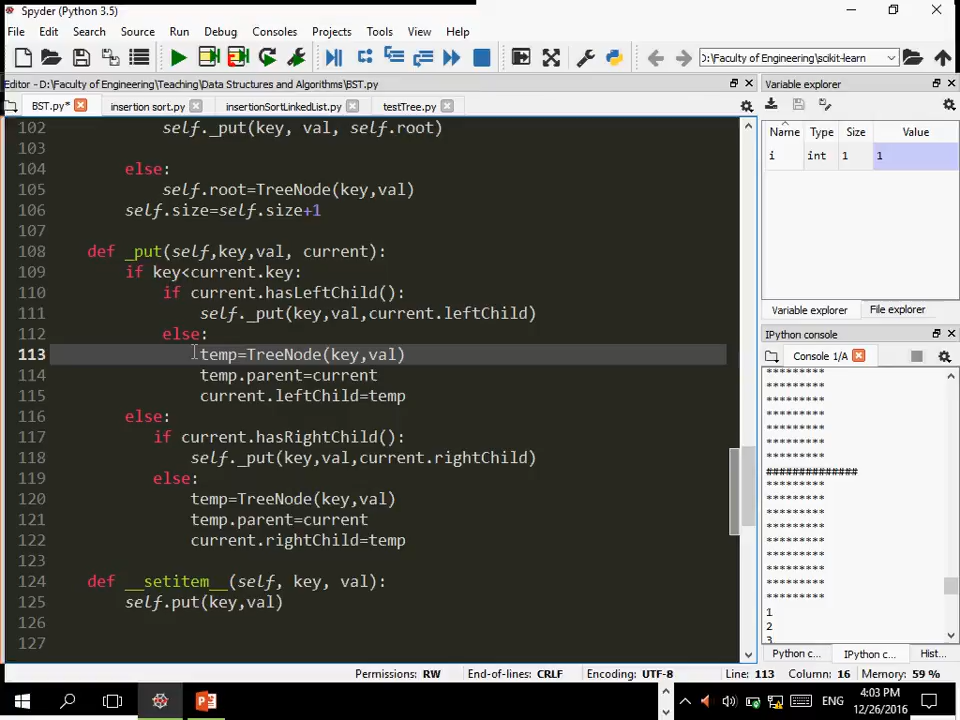 Spyder (Python 3.5)
File Edit Search Source Run Debug Consoles Projects Tools View Help
D:\Faculty of Engineering\scikit-learn
Editor - D:\Faculty of Engineering\Teaching\Data Structures and Algorithms\BST.py
Variable explorer
BST.py* insertion sort.py insertionSortLinkedList.py testTree.py
Name Type Size Value
i int 1 1
102 self._put(key, val, self.root)
103
104 else:
105 self.root=TreeNode(key,val)
106 self.size=self.size+1
107
108 def _put(self,key,val, current):
109 if key<current.key:
110 if current.hasLeftChild():
111 self._put(key,val,current.leftChild)
112 else:
113 temp=TreeNode(key,val)
114 temp.parent=current
115 current.leftChild=temp
116 else:
117 if current.hasRightChild():
118 self._put(key,val,current.rightChild)
119 else:
120 temp=TreeNode(key,val)
121 temp.parent=current
122 current.rightChild=temp
123
124 def __setitem__(self, key, val):
125 self.put(key,val)
126
127
Variable explorer File explorer
IPython console
Console 1/A
*********
*********
*********
*********
*********
*********
*********
##############
*********
*********
*********
*********
*********
*********
*********
*********
*********
1
2
3
Python c... IPython c... Hist...
Permissions: RW End-of-lines: CRLF Encoding: UTF-8 Line: 113 Column: 16 Memory: 59 %
ENG
4:03 PM
12/26/2016